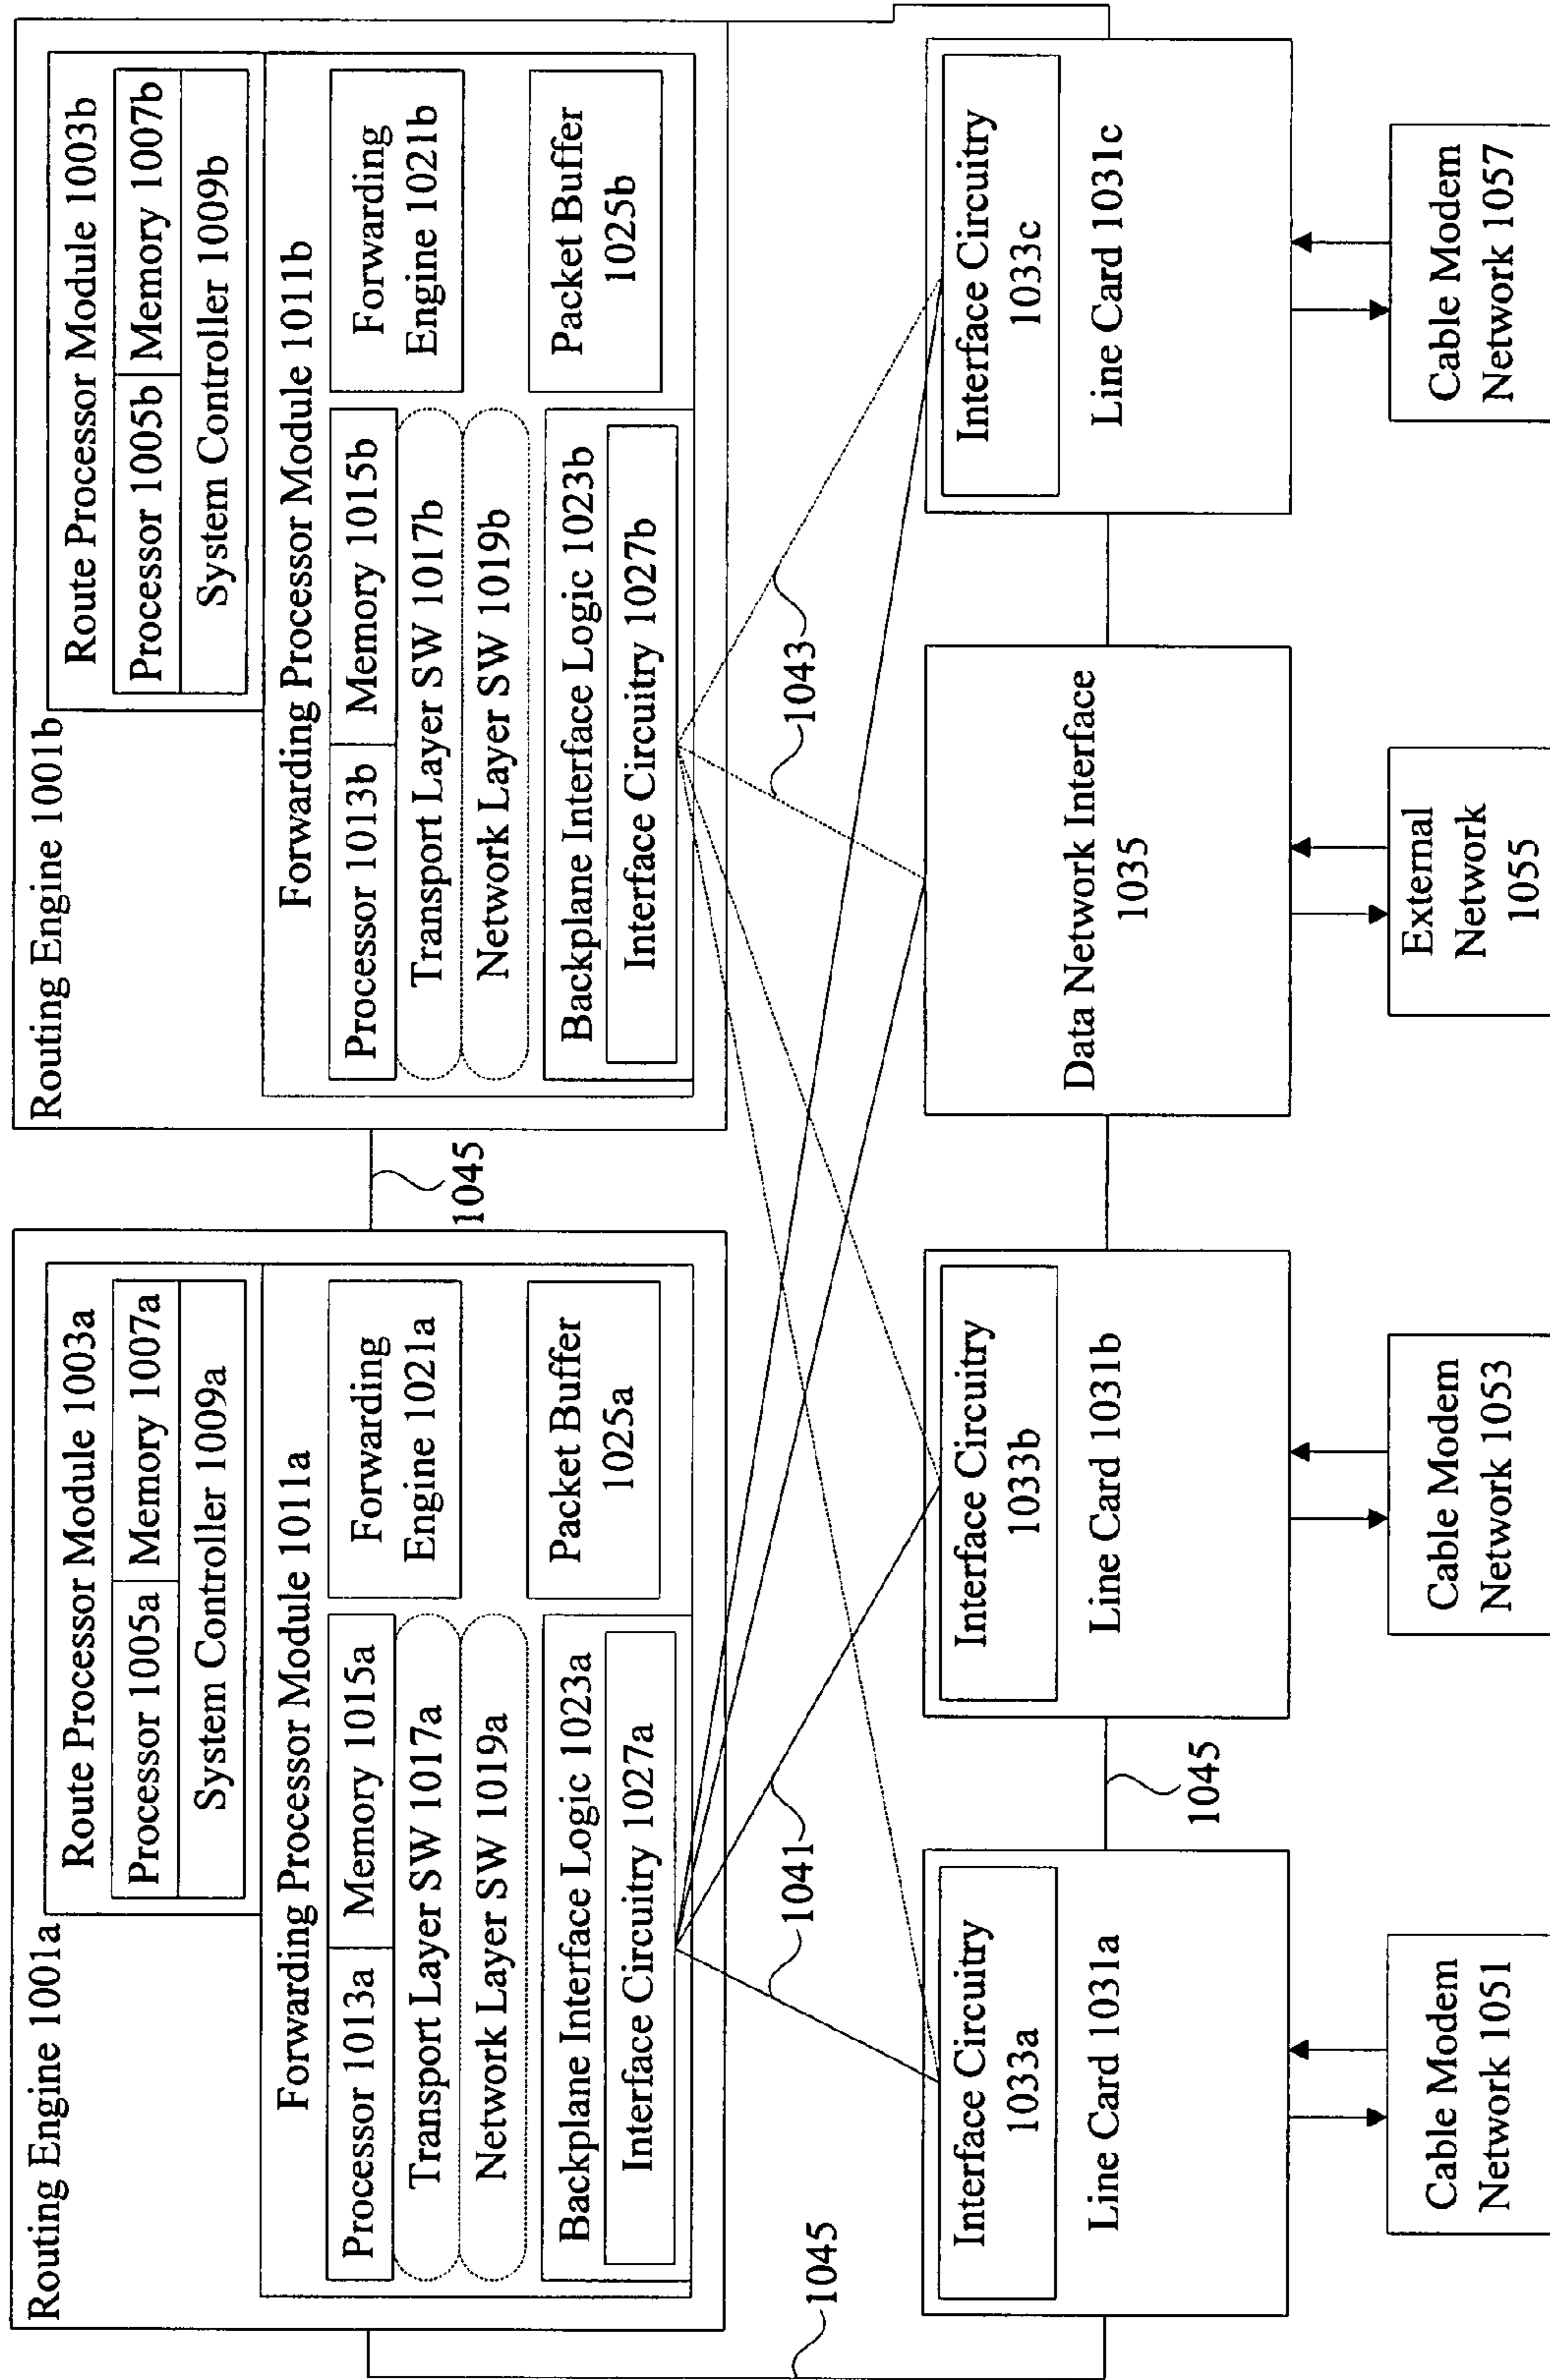 Routing Engine 1001a
Route Processor Module 1003a
Processor 1005a
Memory 1007a
System Controller 1009a
Forwarding Processor Module 1011a
Processor 1013a
Memory 1015a
Transport Layer SW 1017a
Network Layer SW 1019a
Forwarding
Engine 1021a
Backplane Interface Logic 1023a
Interface Circuitry 1027a
Packet Buffer
1025a
1045
Routing Engine 1001b
Route Processor Module 1003b
Processor 1005b
Memory 1007b
System Controller 1009b
Forwarding Processor Module 1011b
Processor 1013b
Memory 1015b
Transport Layer SW 1017b
Network Layer SW 1019b
Forwarding
Engine 1021b
Backplane Interface Logic 1023b
Interface Circuitry 1027b
Packet Buffer
1025b
1045
1041
1043
Interface Circuitry
1033a
Line Card 1031a
1045
Interface Circuitry
1033b
Line Card 1031b
Data Network Interface
1035
Interface Circuitry
1033c
Line Card 1031c
Cable Modem
Network 1051
Cable Modem
Network 1053
External
Network
1055
Cable Modem
Network 1057